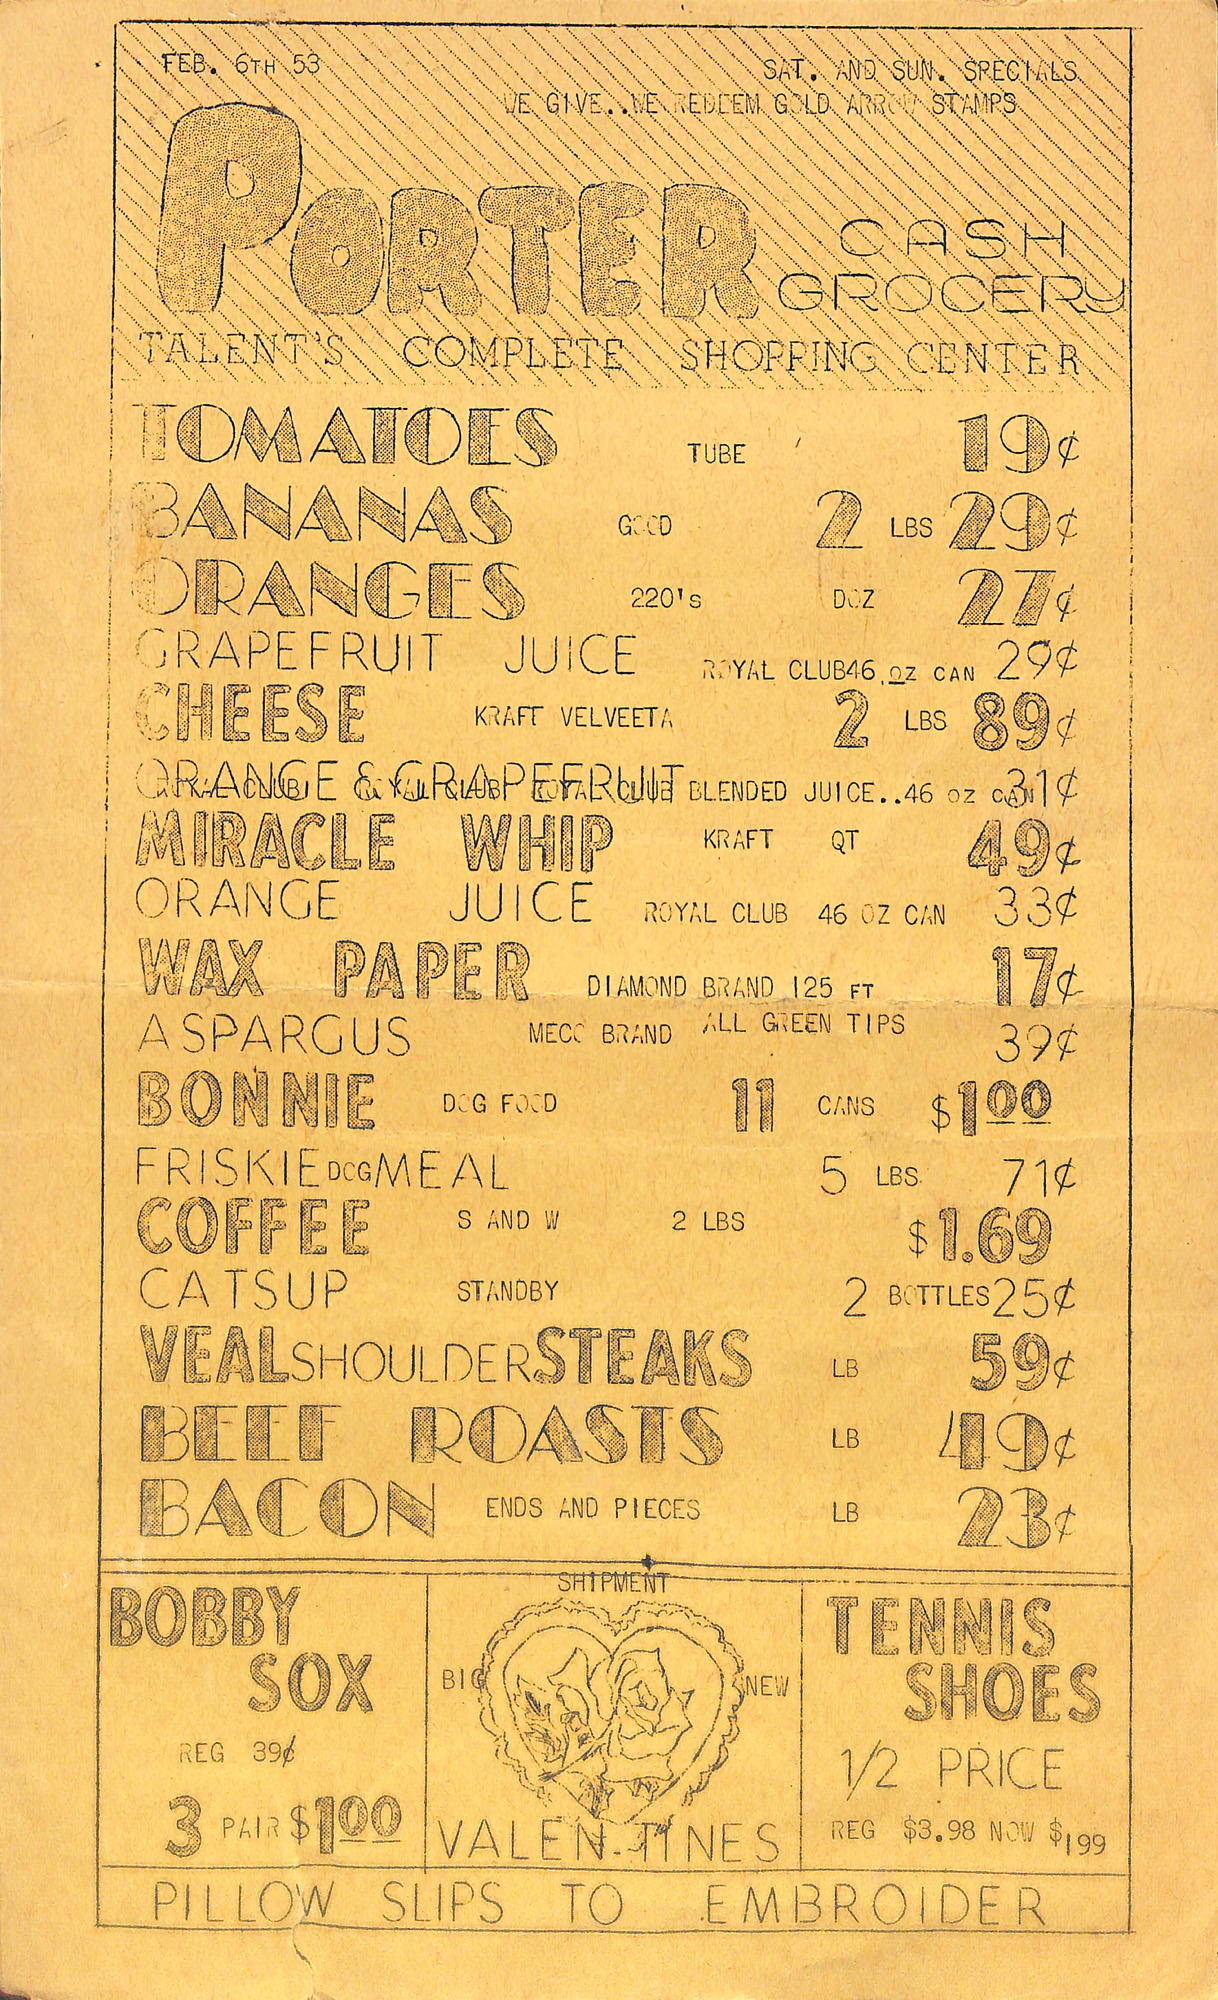 FEB. 6TH 53
SAT. AND SUN. SPECIALS
WE GIVE..WE REDEEM GOLD ARROW STAMPS
PORTER CASH GROCERY
TALENT'S COMPLETE SHOPPING CENTER
TOMATOES TUBE 19¢
BANANAS GOOD 2 LBS 29¢
ORANGES 220's DOZ 27¢
GRAPEFRUIT JUICE ROYAL CLUB 46 OZ CAN 29¢
CHEESE KRAFT VELVEETA 2 LBS 89¢
ORANGE & GRAPEFRUIT BLENDED JUICE..46 OZ CAN 31¢
MIRACLE WHIP KRAFT QT 49¢
ORANGE JUICE ROYAL CLUB 46 OZ CAN 33¢
WAX PAPER DIAMOND BRAND 125 FT 17¢
ASPARGUS BRAND ALL GREEN TIPS 39¢
BONNIE DOG FOOD 11 CANS $1.00
FRISKIE DOG MEAL 5 LBS. 71¢
COFFEE S AND W 2 LBS $1.69
CATSUP STANDBY 2 BOTTLES 25¢
VEAL SHOULDER STEAKS LB 59¢
BEEF ROASTS LB 49¢
BACON ENDS AND PIECES LB 23¢
BOBBY
SOX
REG 39¢
3 PAIR $1.00
SHIPMENT
BIG NEW
VALENTINES
TENNIS
SHOES
1/2 PRICE
REG $3.98 NOW $199
PILLOW SLIPS TO EMBROIDER